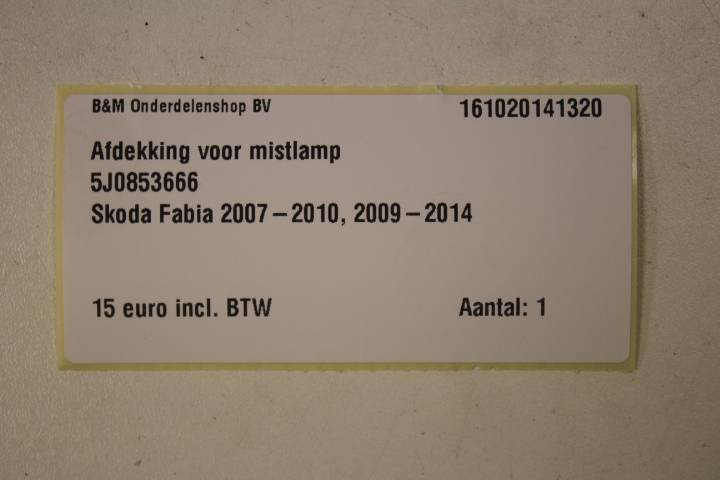 B&M Onderdelenshop BV 161020141320
Afdekking voor mistlamp
5J0853666
Skoda Fabia 2007 – 2010, 2009 – 2014
15 euro incl. BTW Aantal: 1